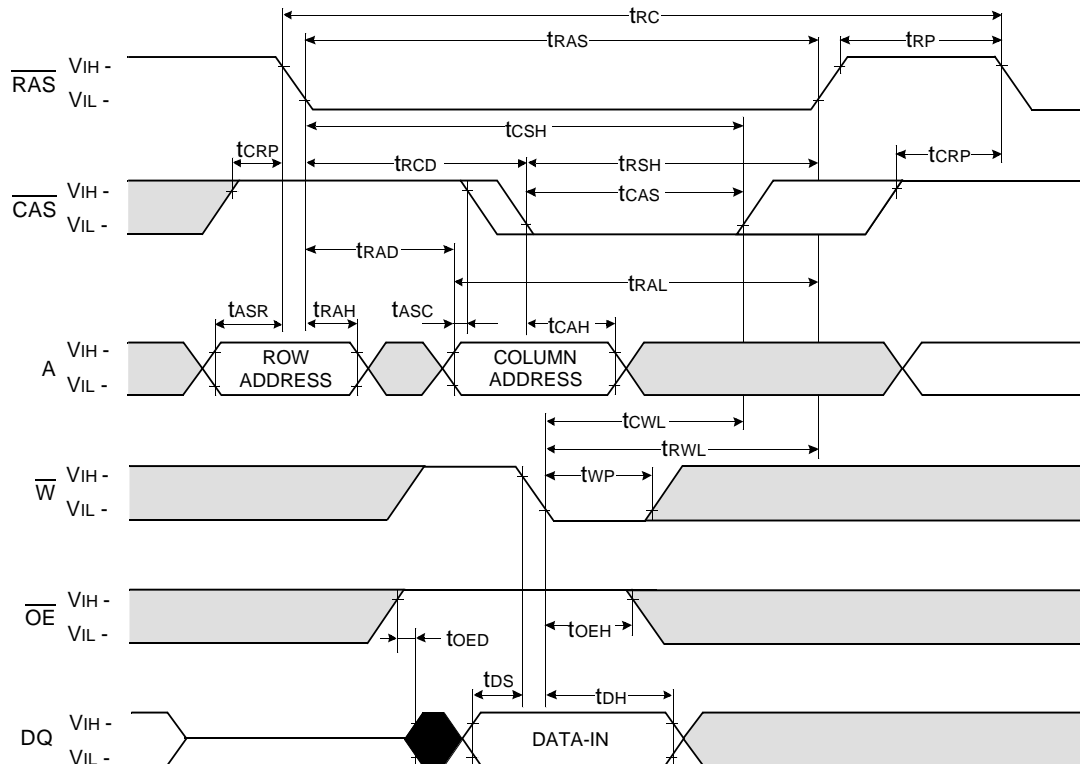 tRC
tRAS
tRP
RAS
VIH -
VIL -
tCSH
tCRP
tRCD
tRSH
tCRP
CAS
VIH -
VIL -
tCAS
tRAD
tRAL
tASR
tRAH
tASC
tCAH
A
VIH -
VIL -
ROW
ADDRESS
COLUMN
ADDRESS
tCWL
tRWL
W
VIH -
VIL -
tWP
OE
VIH -
VIL -
tOED
tOEH
tDS
tDH
DQ
VIH -
VIL -
DATA-IN